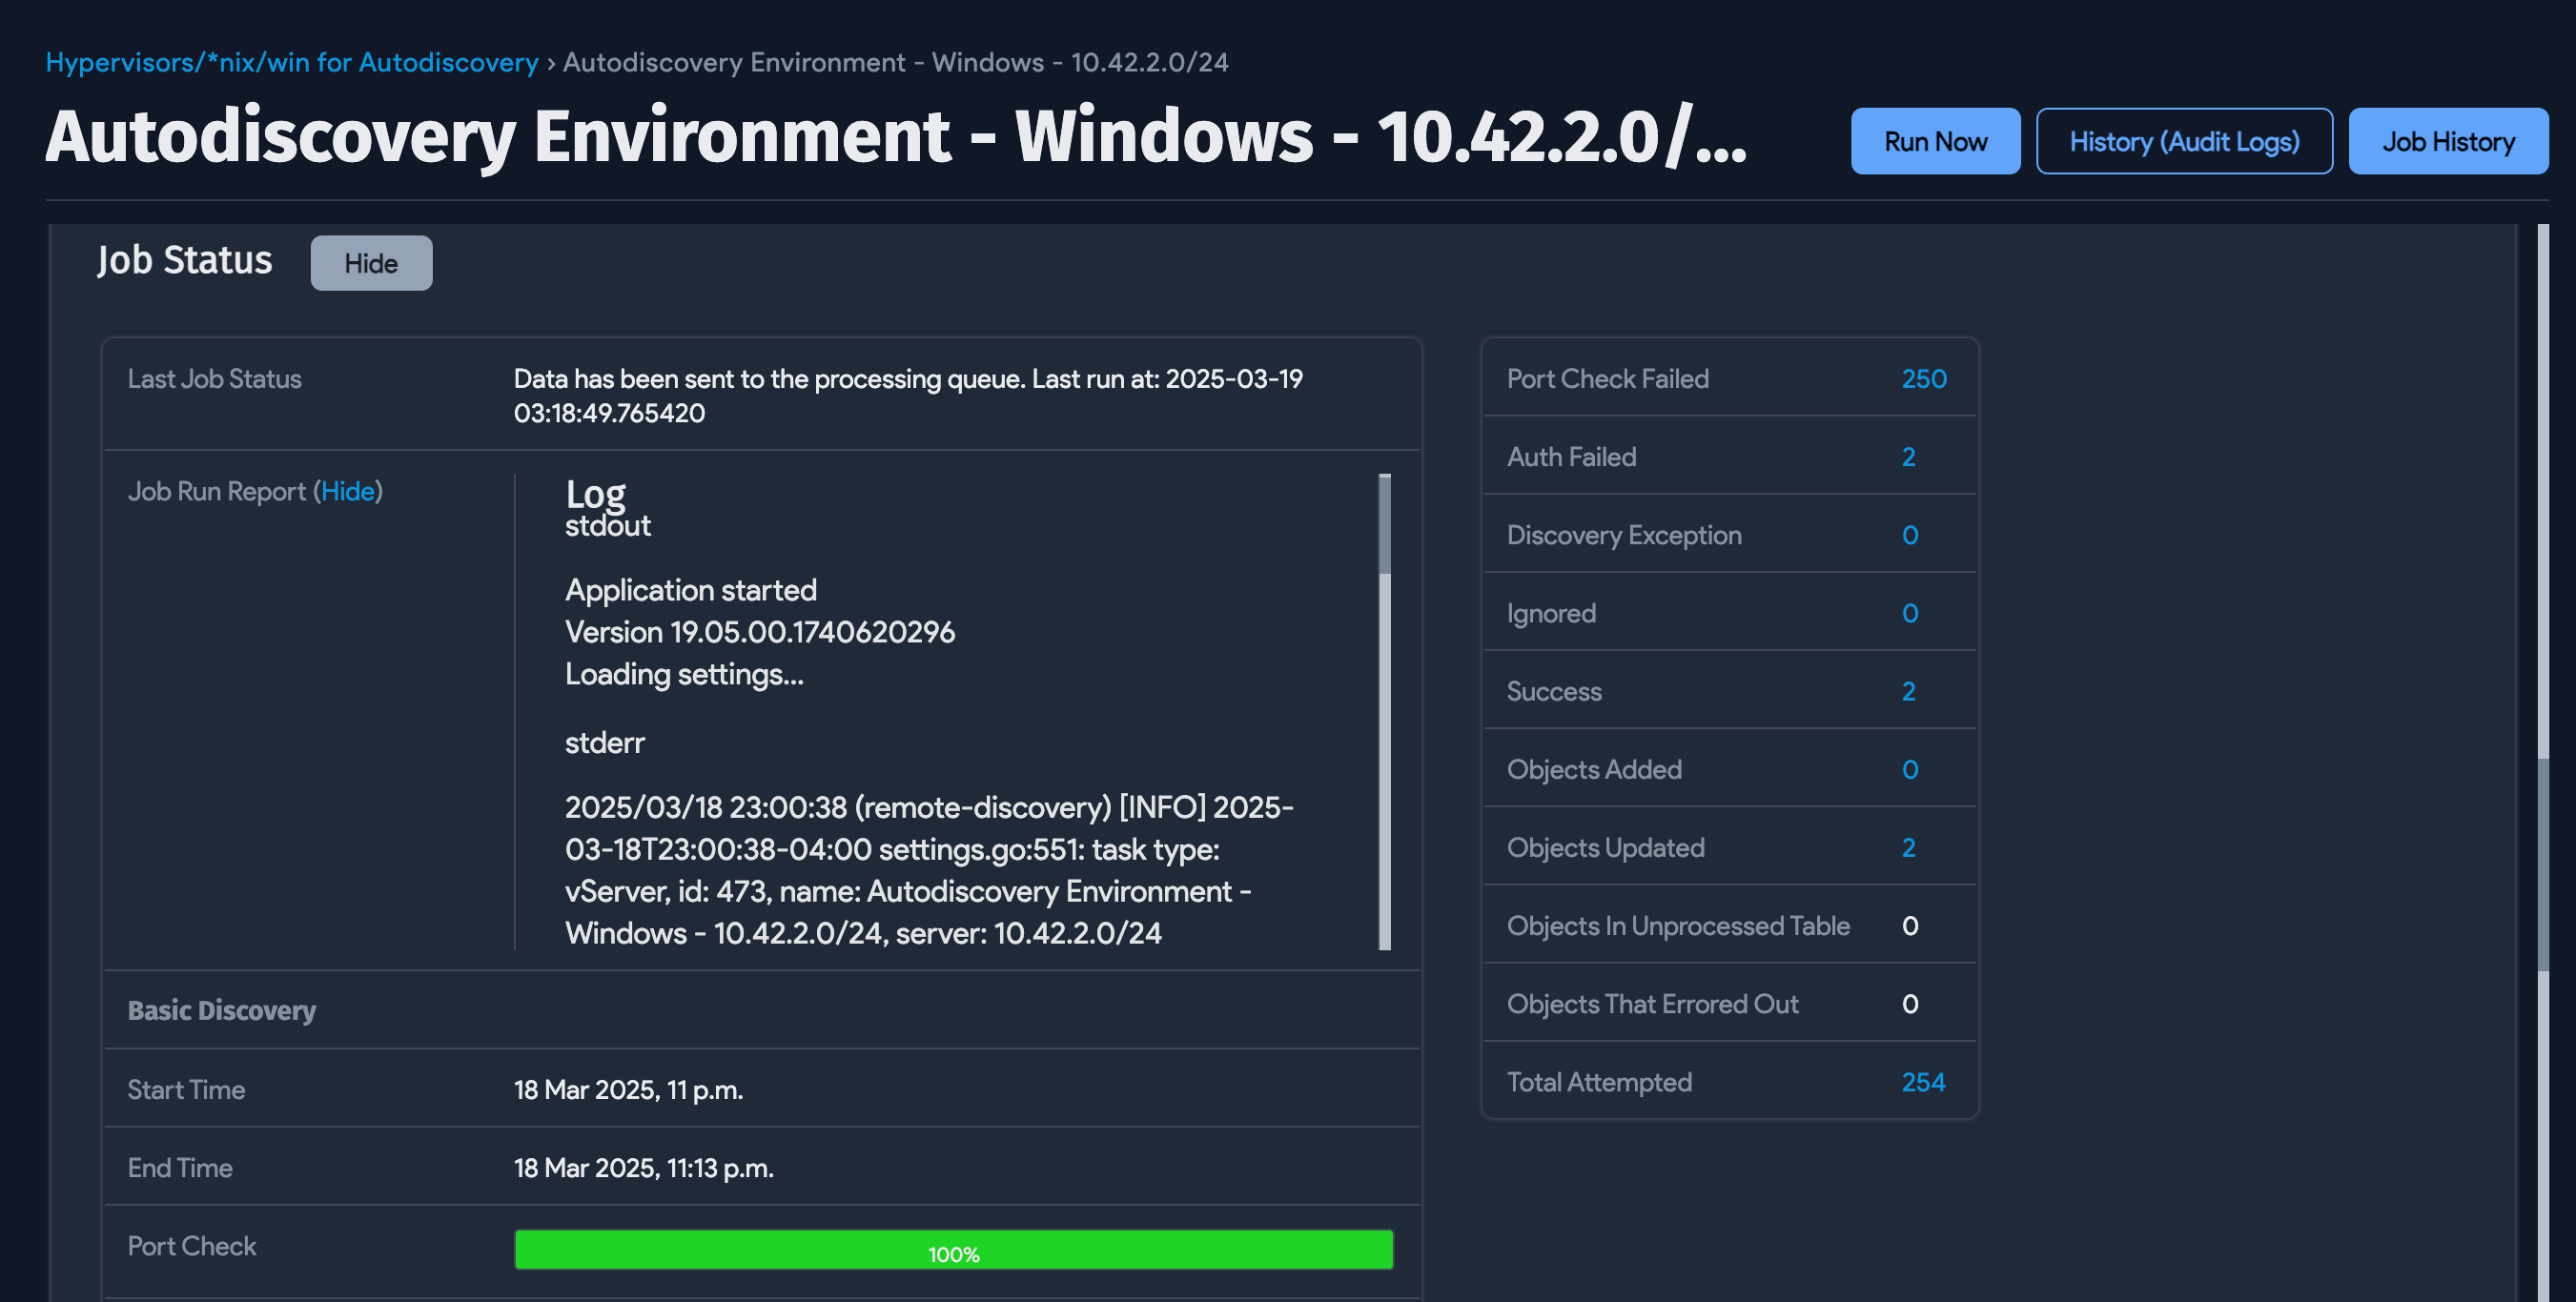 Hypervisors/*nix/win for Autodiscovery › Autodiscovery Environment - Windows - 10.42.2.0/24
Autodiscovery Environment - Windows - 10.42.2.0/...
Run Now
History (Audit Logs)
Job History
Job Status
Hide
Last Job Status
Data has been sent to the processing queue. Last run at: 2025-03-19
03:18:49.765420
Job Run Report (Hide)
Log
stdout
Application started
Version 19.05.00.1740620296
Loading settings...
stderr
2025/03/18 23:00:38 (remote-discovery) [INFO] 2025-
03-18T23:00:38-04:00 settings.go:551: task type:
vServer, id: 473, name: Autodiscovery Environment -
Windows - 10.42.2.0/24, server: 10.42.2.0/24
Basic Discovery
Start Time
18 Mar 2025, 11 p.m.
End Time
18 Mar 2025, 11:13 p.m.
Port Check
100%
Port Check Failed 250
Auth Failed 2
Discovery Exception 0
Ignored 0
Success 2
Objects Added 0
Objects Updated 2
Objects In Unprocessed Table 0
Objects That Errored Out 0
Total Attempted 254